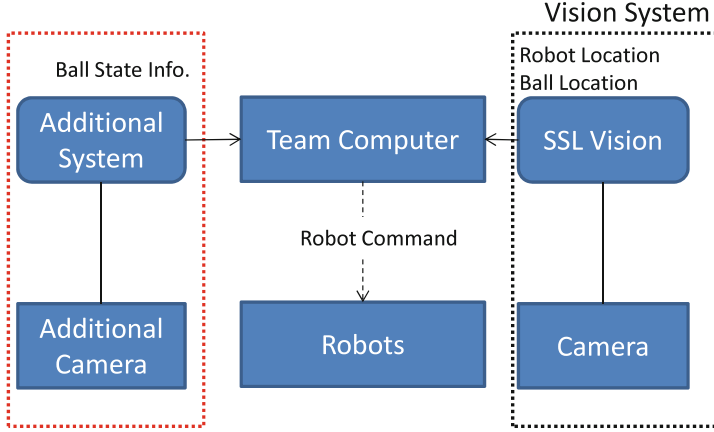 Vision System
Ball State Info.
Robot Location
Ball Location
Additional
System
Team Computer
SSL Vision
Robot Command
Additional
Camera
Robots
Camera